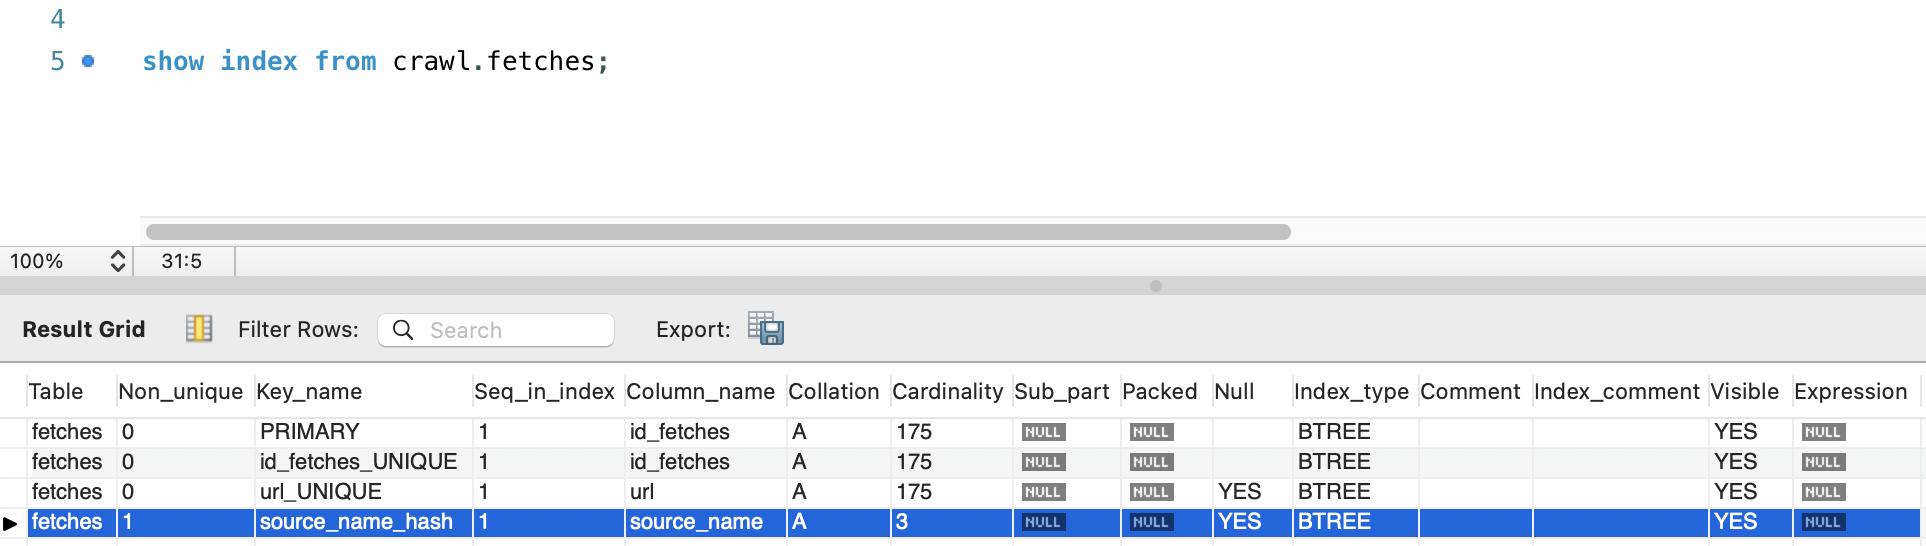 4
5 show index from crawl.fetches;
100% 31:5
Result Grid Filter Rows: Search Export:
Table Non_unique Key_name Seq_in_index Column_name Collation Cardinality Sub_part Packed Null Index_type Comment Index_comment Visible Expression
fetches 0 PRIMARY 1 id_fetches A 175 NULL NULL BTREE YES NULL
fetches 0 id_fetches_UNIQUE 1 id_fetches A 175 NULL NULL BTREE YES NULL
fetches 0 url_UNIQUE 1 url A 175 NULL NULL YES BTREE YES NULL
fetches 1 source_name_hash 1 source_name A 3 NULL NULL YES BTREE YES NULL